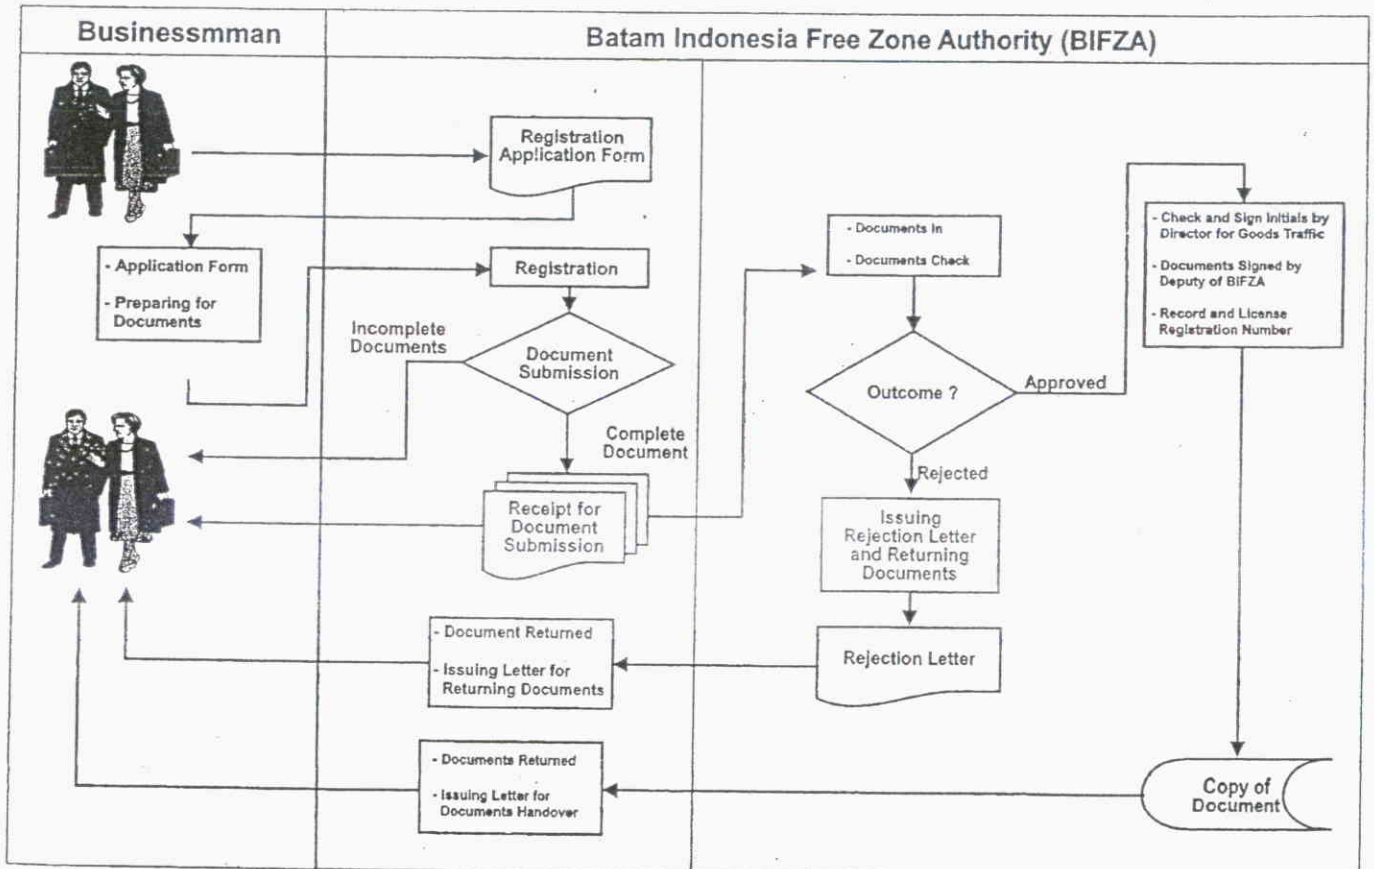 Businessmman
Batam Indonesia Free Zone Authority (BIFZA)
Registration
Application Form
- Application Form
- Preparing for
Documents
Registration
Incomplete
Documents
Document
Submission
Complete
Document
Receipt for
Document
Submission
- Documents In
- Documents Check
Outcome ?
Approved
Rejected
- Check and Sign Initials by
Director for Goods Traffic
- Documents Signed by
Deputy of BIFZA
- Record and License
Registration Number
Issuing
Rejection Letter
and Returning
Documents
Rejection Letter
- Document Returned
- Issuing Letter for
Returning Documents
- Documents Returned
- Issuing Letter for
Documents Handover
Copy of
Document